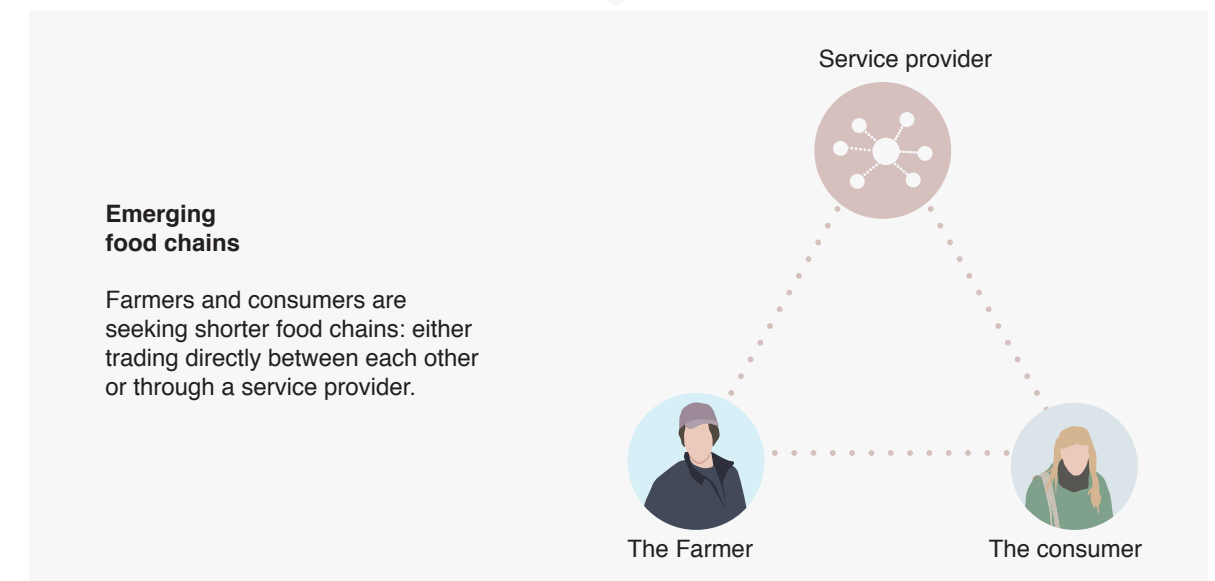 Service provider
Emerging
food chains
Farmers and consumers are
seeking shorter food chains: either
trading directly between each other
or through a service provider.
The Farmer
The consumer